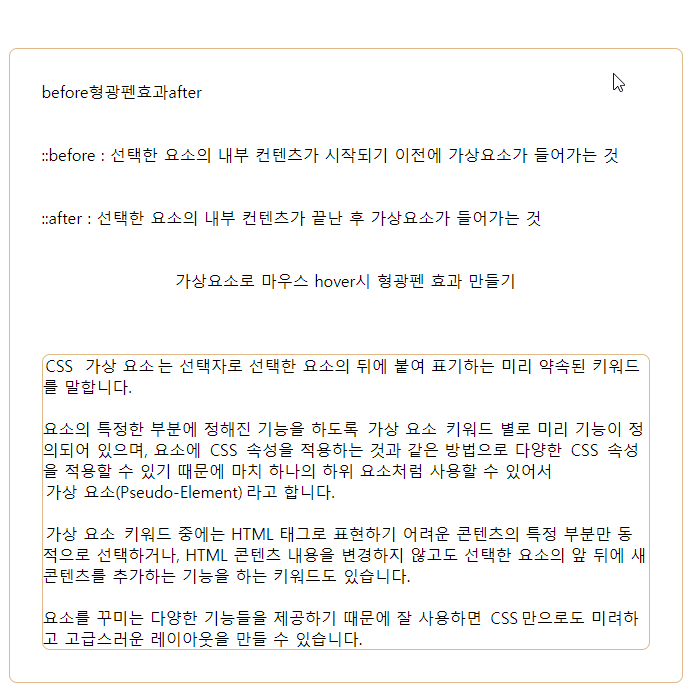 before형광펜효과after
::before : 선택한 요소의 내부 컨텐츠가 시작되기 이전에 가상요소가 들어가는 것
::after : 선택한 요소의 내부 컨텐츠가 끝난 후 가상요소가 들어가는 것
가상요소로 마우스 hover시 형광펜 효과 만들기
CSS 가상 요소 는 선택자로 선택한 요소의 뒤에 붙여 표기하는 미리 약속된 키워드
를 말합니다.
요소의 특정한 부분에 정해진 기능을 하도록 가상 요소 키워드 별로 미리 기능이 정
의되어 있으며, 요소에 CSS 속성을 적용하는 것과 같은 방법으로 다양한 CSS 속성
을 적용할 수 있기 때문에 마치 하나의 하위 요소처럼 사용할 수 있어서
가상 요소(Pseudo-Element) 라고 합니다.
가상 요소 키워드 중에는 HTML 태그로 표현하기 어려운 콘텐츠의 특정 부분만 동
적으로 선택하거나, HTML 콘텐츠 내용을 변경하지 않고도 선택한 요소의 앞 뒤에 새
콘텐츠를 추가하는 기능을 하는 키워드도 있습니다.
요소를 꾸미는 다양한 기능들을 제공하기 때문에 잘 사용하면 CSS 만으로도 미려하
고 고급스러운 레이아웃을 만들 수 있습니다.